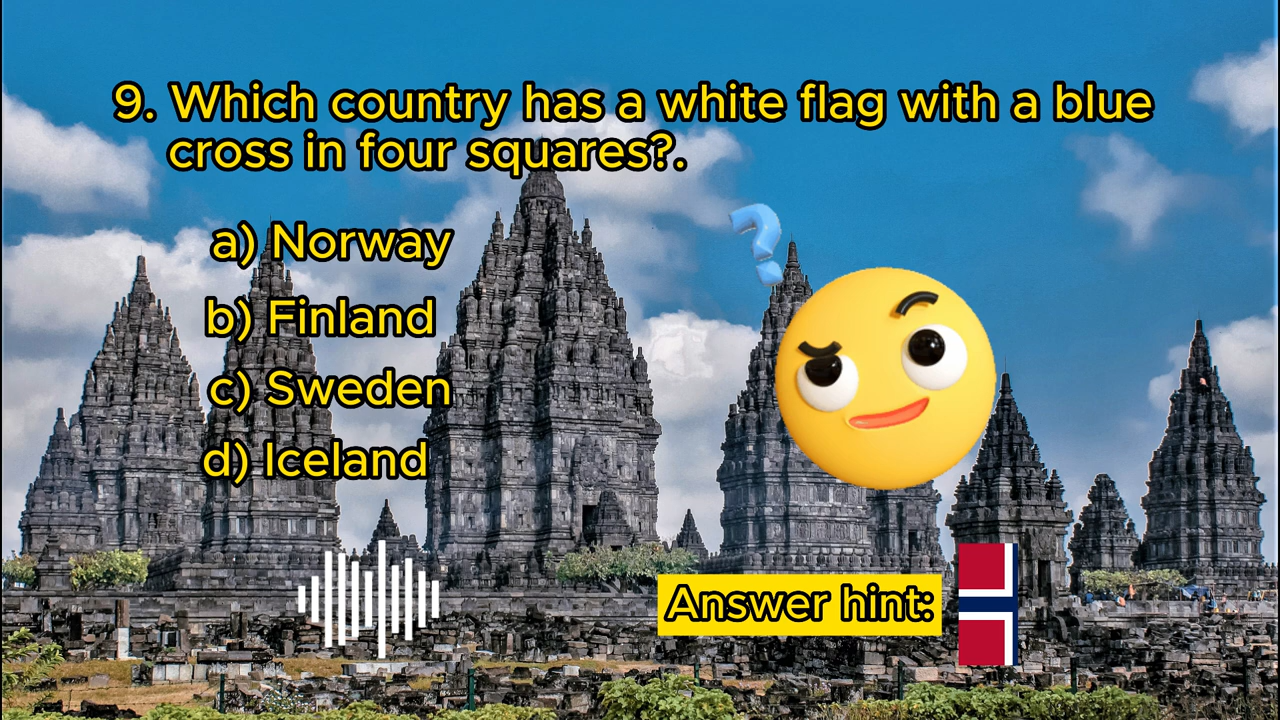 9. Which country has a white flag with a blue
cross in four squares?.
a) Norway
b) Finland
c) Sweden
d) Iceland
Answer hint: